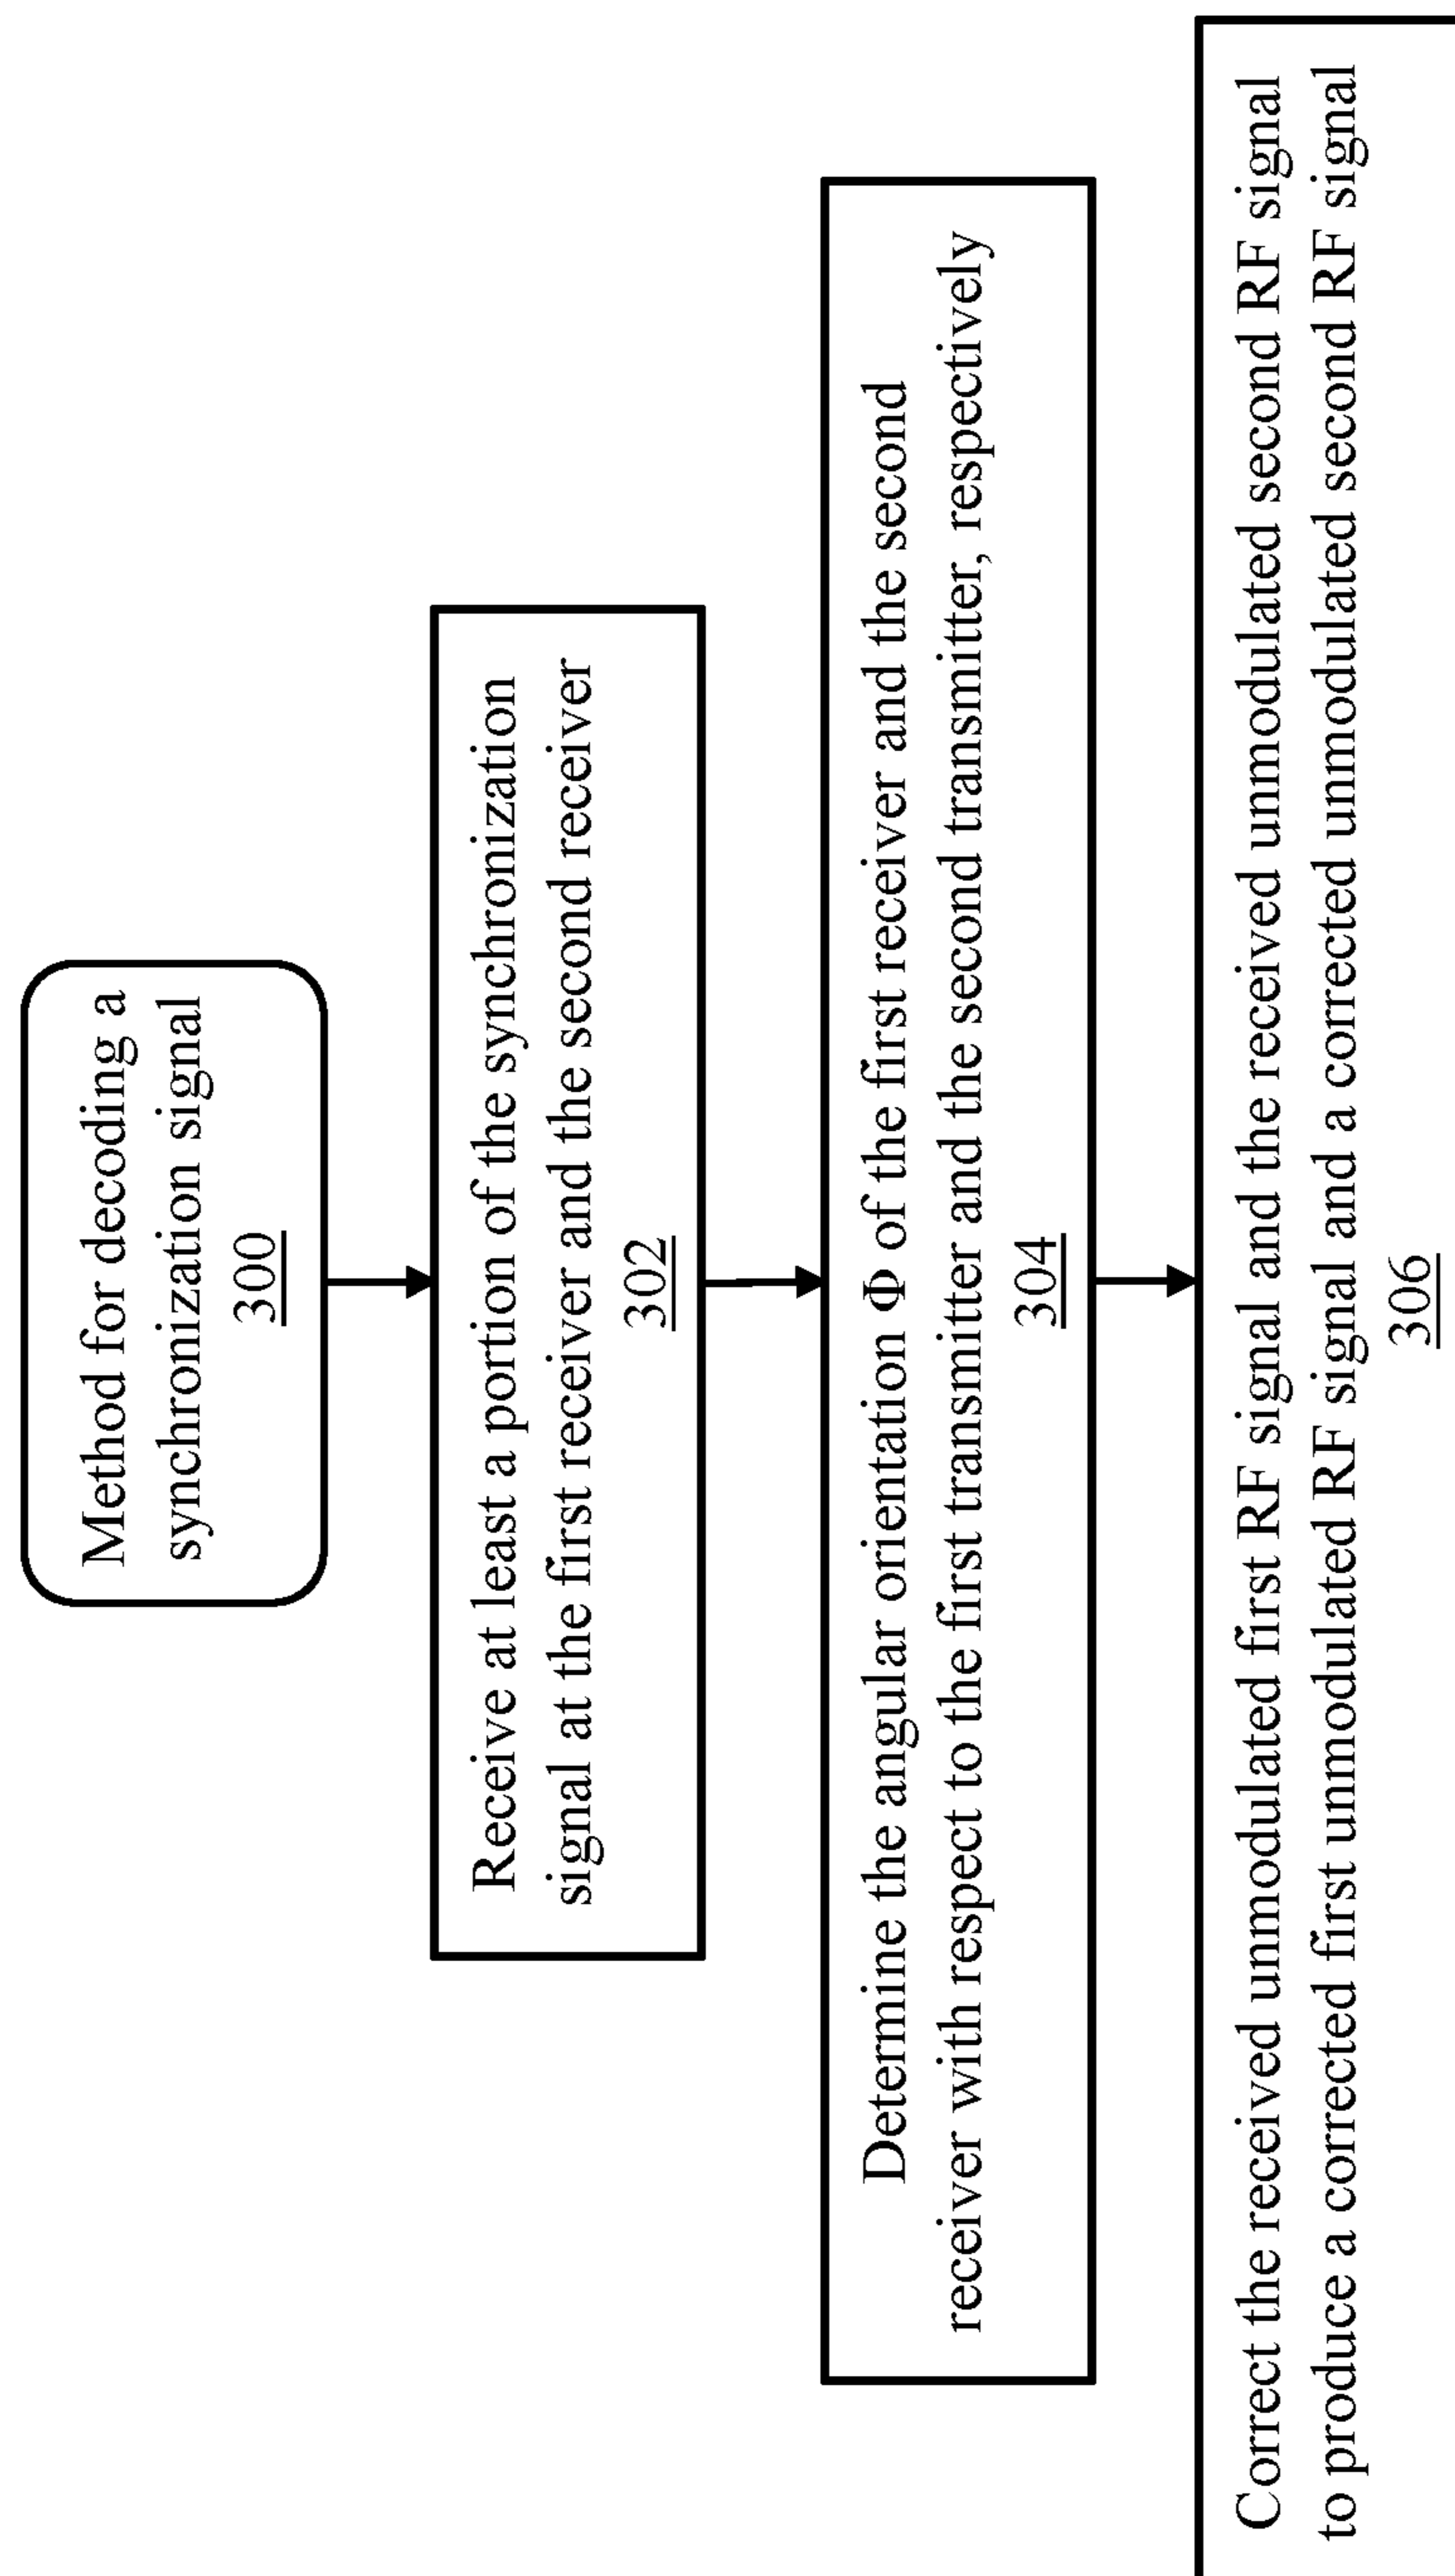 Method for decoding a
synchronization signal
300
Receive at least a portion of the synchronization
signal at the first receiver and the second receiver
302
Determine the angular orientation Φ of the first receiver and the second
receiver with respect to the first transmitter and the second transmitter, respectively
304
Correct the received unmodulated first RF signal and the received unmodulated second RF signal
to produce a corrected first unmodulated RF signal and a corrected unmodulated second RF signal
306